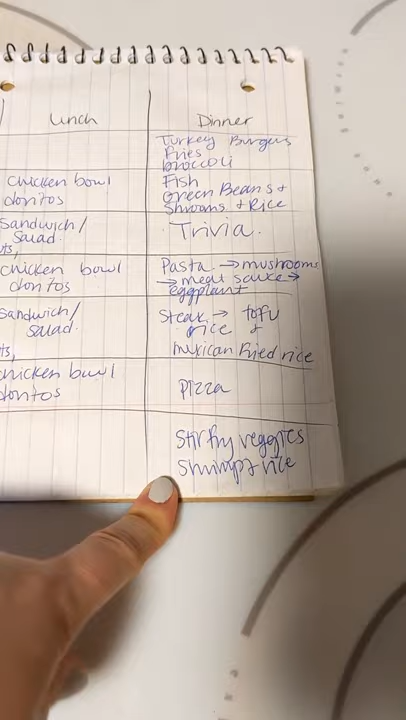 Lunch Dinner
Turkey Burgers
Fries
broccoli
chicken bowl Fish
doritos Green Beans +
Shrooms + Rice
Sandwich/ Trivia.
Salad.
chicken bowl Pasta → mushrooms
doritos → meat sauce →
eggplant
Sandwich/ Steak → tofu
Salad. rice +
mexican Fried rice
chicken bowl pizza
doritos
Stirfry veggies
Shrimp + rice